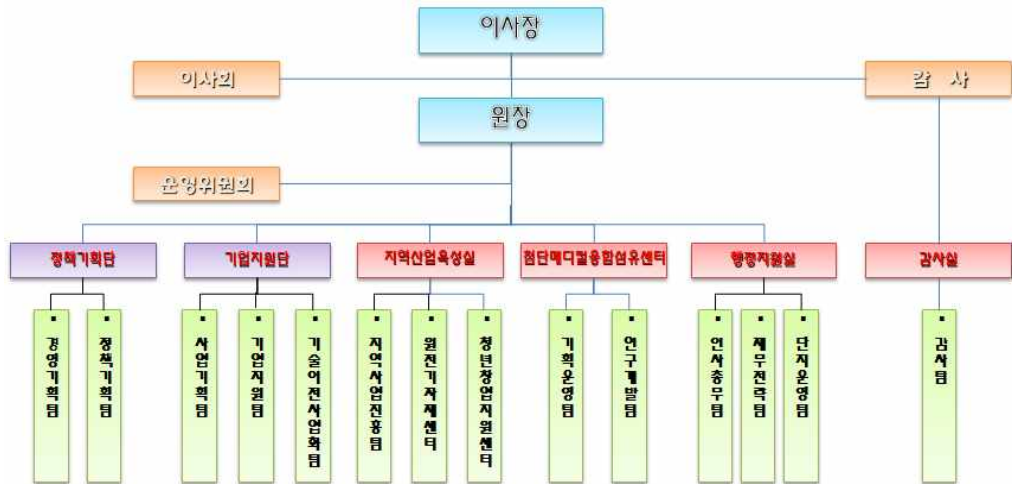 이사장
이사회
감 사
원장
운영위원회
정책기획단
기업지원단
지역산업육성실
첨단메디컬융합섬유센터
행정지원실
감사실
경영기획팀
정책기획팀
사업기획팀
기업지원팀
기술이전사업화팀
지역사업진흥팀
원전기자재센터
청년창업지원센터
기획운영팀
연구개발팀
인사총무팀
재무전략팀
단지운영팀
감사팀